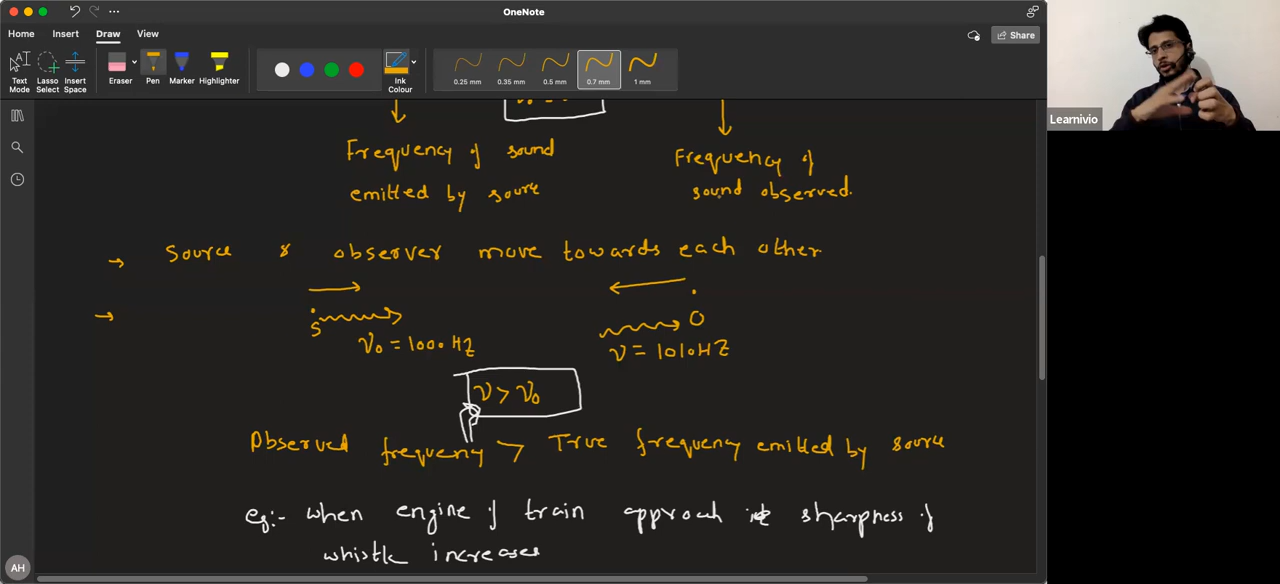 OneNote
Home Insert Draw View
Share
Text Mode
Lasso Select
Insert Space
Eraser
Pen
Marker
Highlighter
Ink Colour
0.25 mm
0.35 mm
0.5 mm
0.7 mm
1 mm
Learnivio
Frequency of sound
emitted by source
Frequency of
sound observed.
→ Source & observer move towards each other
→
S
O
ν₀ = 1000 HZ
ν = 1010 HZ
ν > ν₀
Observed frequency > True frequency emitted by source
eg:- when engine of train approach sharpness of
whistle increases
AH